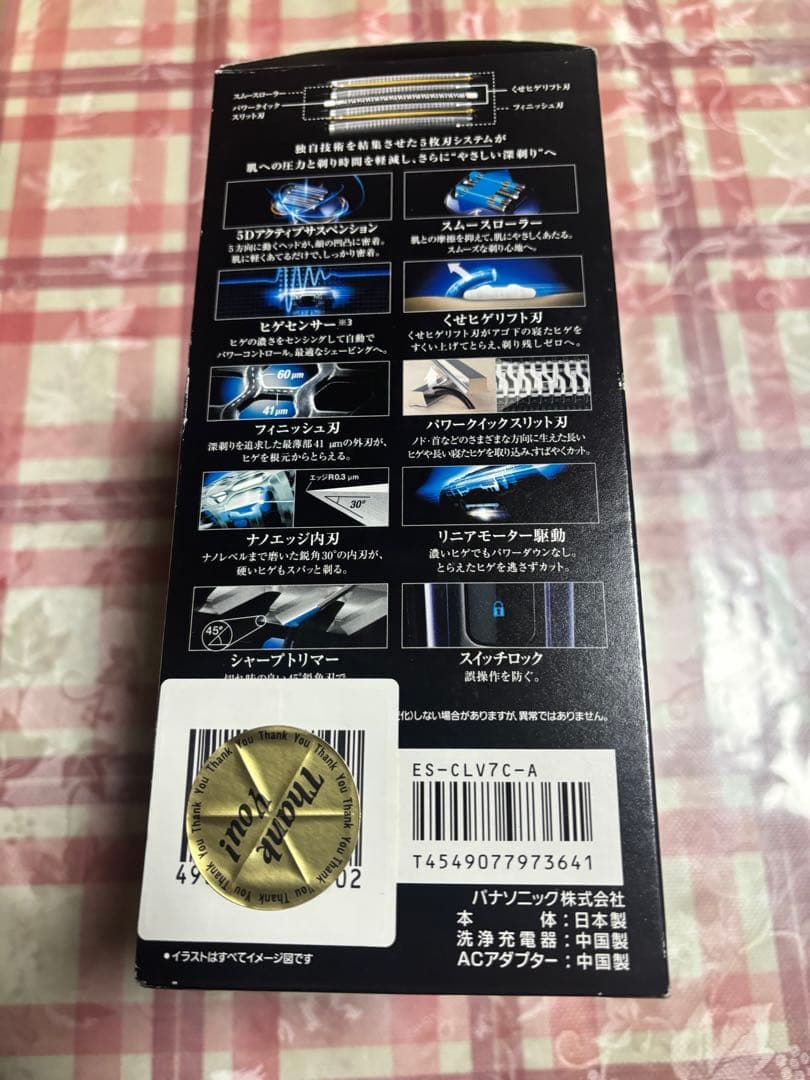 スムースローラー
くせヒゲリフト刃
パワークイック
スリット刃
フィニッシュ刃
独自技術を結集させた5枚刃システムが
肌への圧力と剃り時間を軽減し、さらに"やさしい深剃り"へ
5Dアクティブサスペンション
5方向に動くヘッドが、顔の凹凸に密着。
肌に軽くあてるだけで、しっかり密着。
スムースローラー
肌との摩擦を抑えて、肌にやさしくあたる。
スムーズな剃り心地へ。
ヒゲセンサー※3
ヒゲの濃さをセンシングして自動で
パワーコントロール。最適なシェービングへ。
くせヒゲリフト刃
くせヒゲリフト刃がアゴ下の寝たヒゲを
すくい上げてとらえ、剃り残しゼロへ。
60μm
41μm
フィニッシュ刃
深剃りを追求した最薄部41 μmの外刃が、
ヒゲを根元からとらえる。
パワークイックスリット刃
ノド・首などのさまざまな方向に生えた長い
ヒゲや長い寝たヒゲを取り込み、すばやくカット。
エッジR0.3 μm
30°
ナノエッジ内刃
ナノレベルまで磨いた鋭角30°の内刃が、
硬いヒゲもスパッと剃る。
リニアモーター駆動
濃いヒゲでもパワーダウンなし。
とらえたヒゲを逃さずカット。
45°
シャープトリマー
切れ味の良い45°鋭角刃で
スイッチロック
誤操作を防ぐ。
化)しない場合がありますが、異常ではありません。
Thank You Thank You Thank You Thank You Thank You Thank You Thank You
Thank
You!
49
02
ES-CLV7C-A
T4549077973641
パナソニック株式会社
本　　体：日本製
洗浄充電器：中国製
ACアダプター：中国製
●イラストはすべてイメージ図です